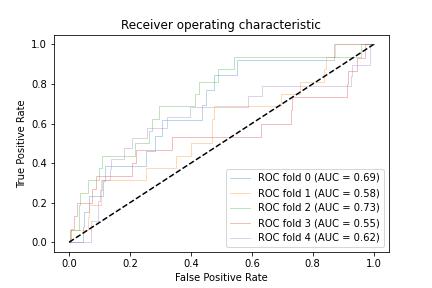 Receiver operating characteristic
True Positive Rate
1.0
0.8
0.6
0.4
0.2
0.0
ROC fold 0 (AUC = 0.69)
ROC fold 1 (AUC = 0.58)
ROC fold 2 (AUC = 0.73)
ROC fold 3 (AUC = 0.55)
ROC fold 4 (AUC = 0.62)
0.0 0.2 0.4 0.6 0.8 1.0
False Positive Rate